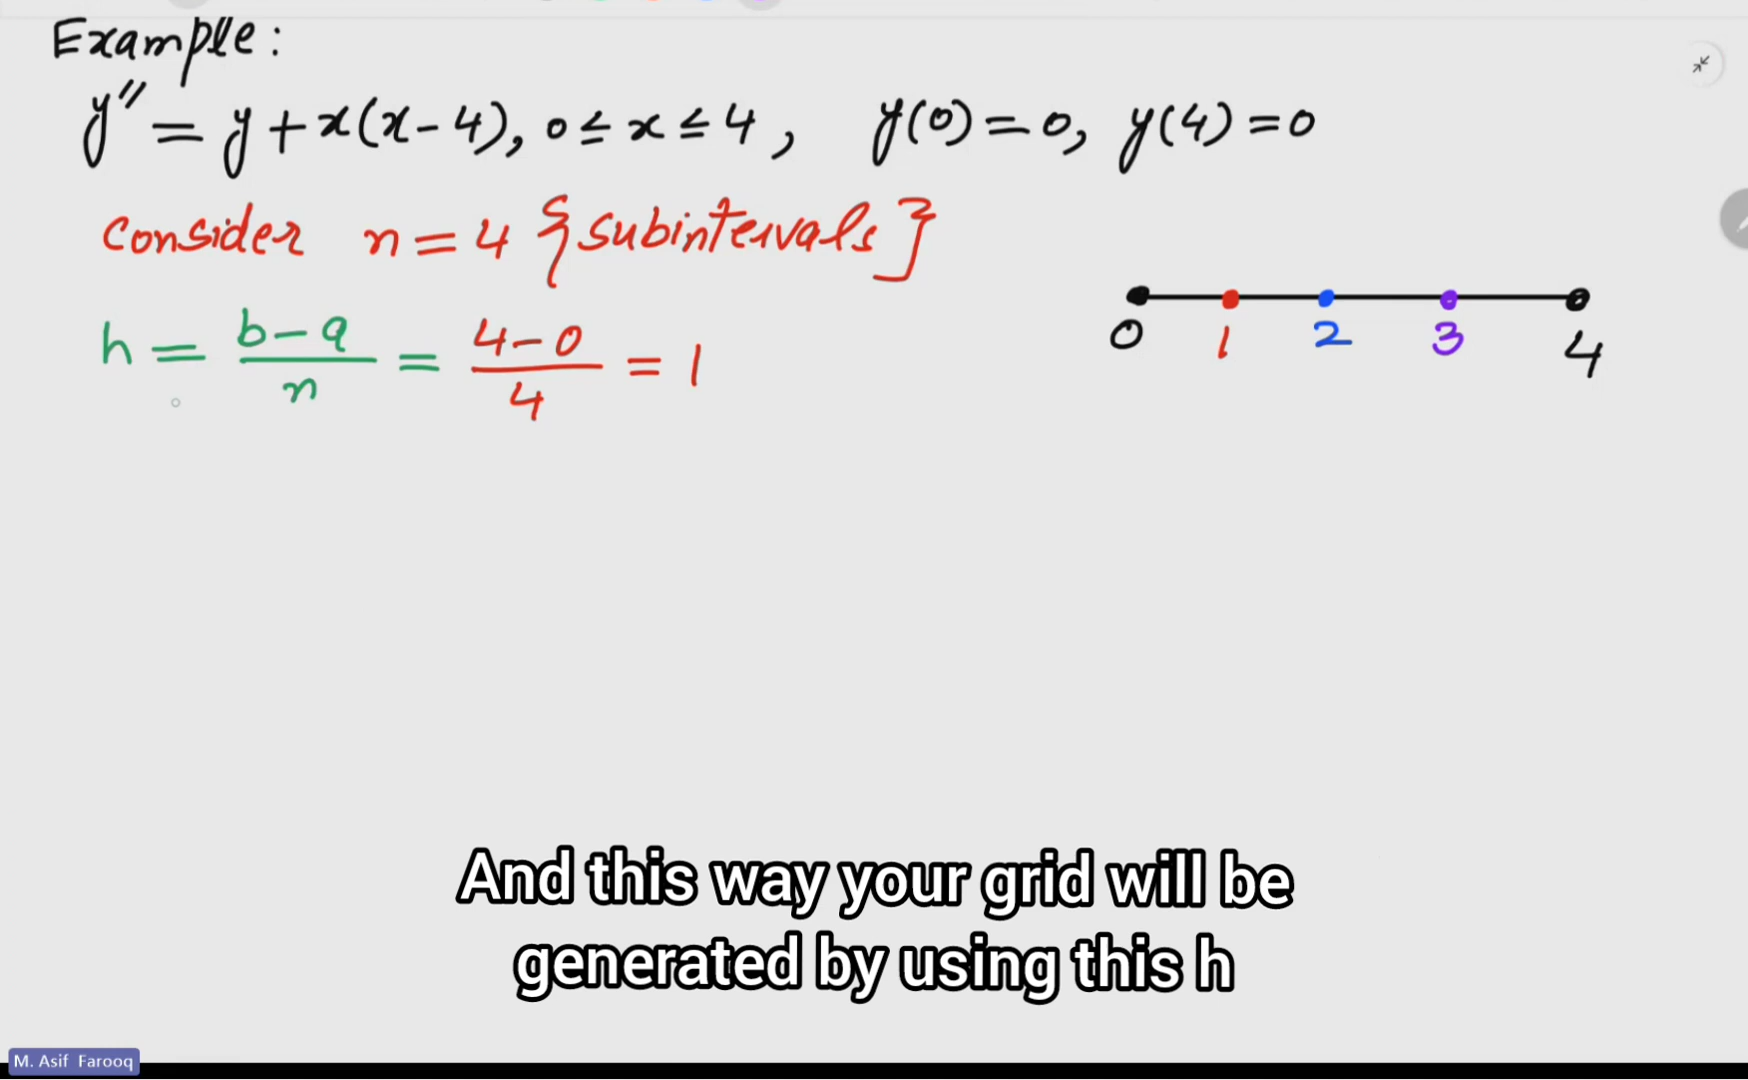 Example:
y'' = y + x(x-4), 0 ≤ x ≤ 4, y(0) = 0, y(4) = 0
Consider n = 4 {subintervals}
h = b-a/n = 4-0/4 = 1
0 1 2 3 4
And this way your grid will be
generated by using this h
M. Asif Farooq